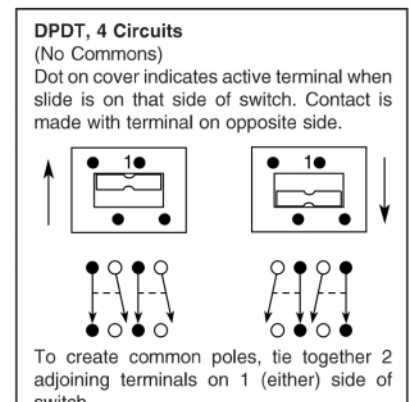 DPDT, 4 Circuits
(No Commons)
Dot on cover indicates active terminal when
slide is on that side of switch. Contact is
made with terminal on opposite side.
1 1
To create common poles, tie together 2
adjoining terminals on 1 (either) side of
switch.